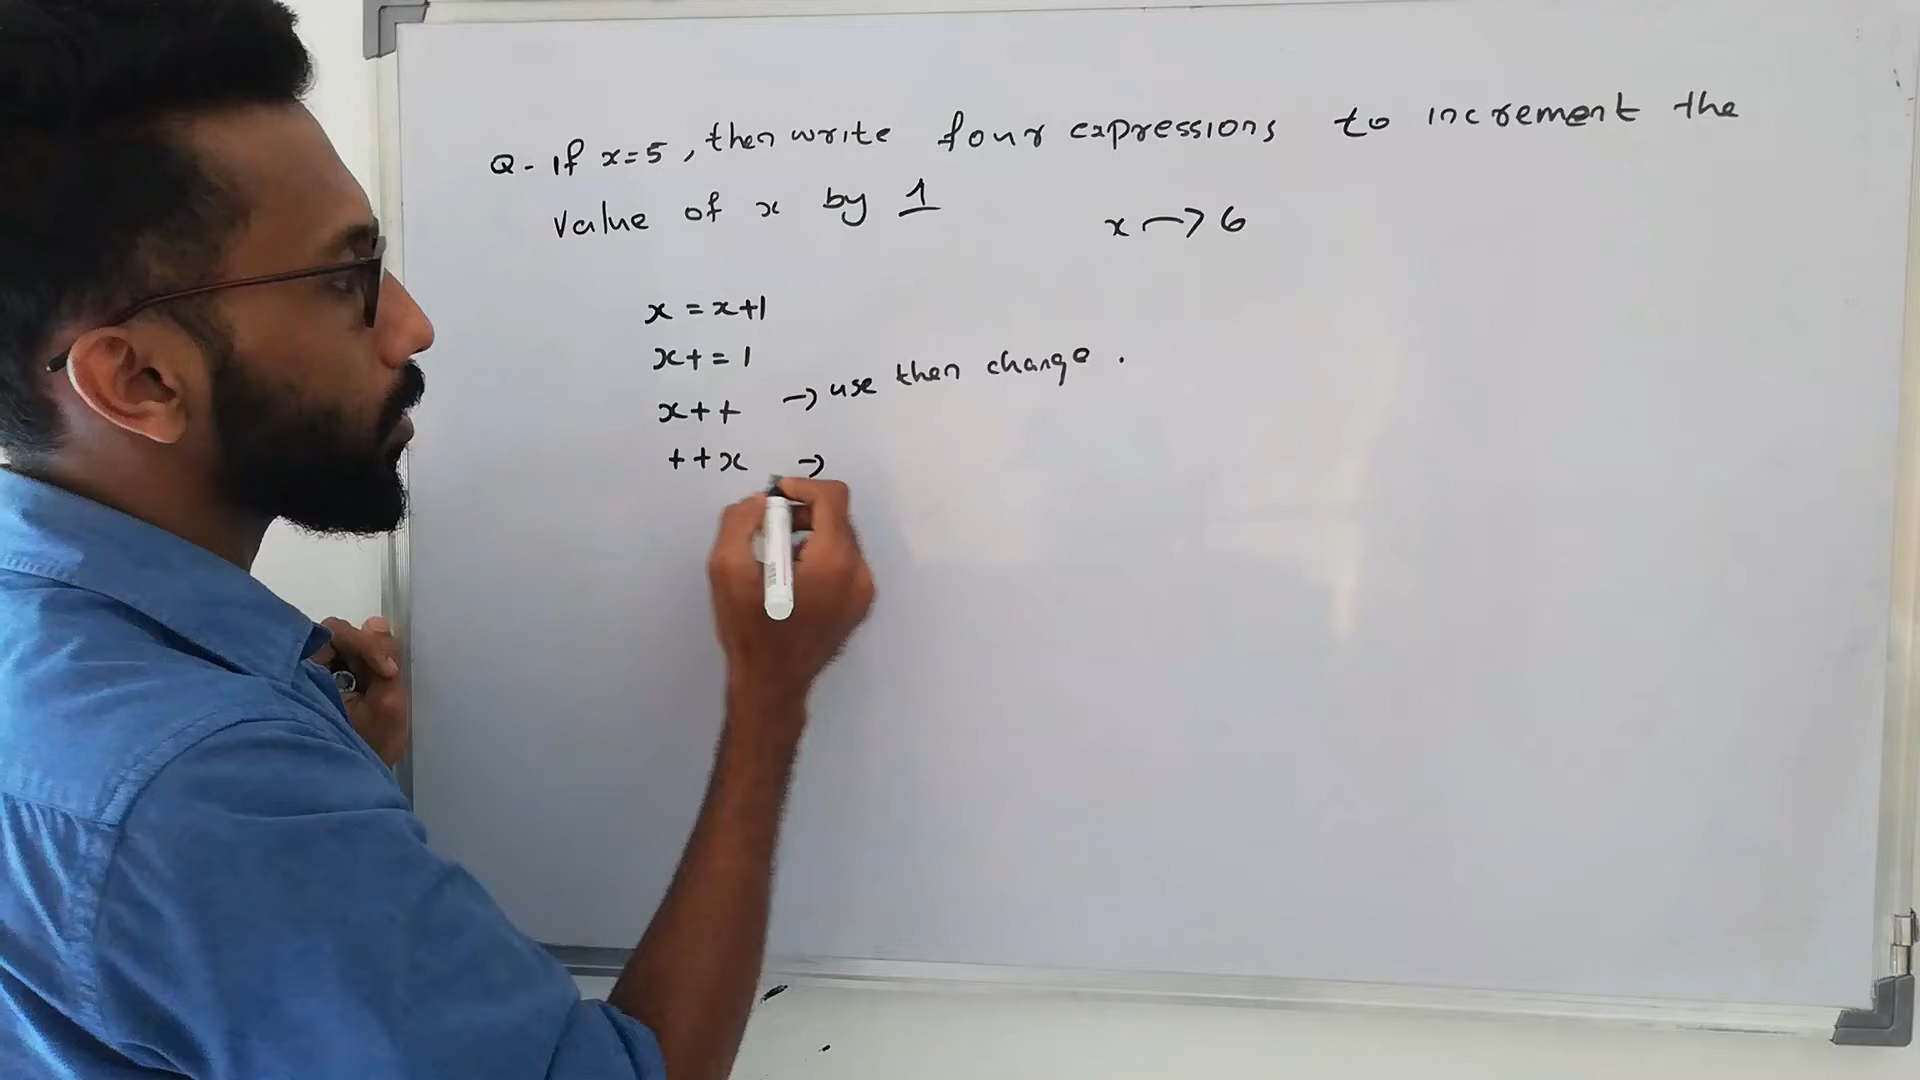 Q- If x=5, then write four expressions to increment the
value of x by 1
x → 6
x = x+1
x+=1
x++ → use then change.
++x →